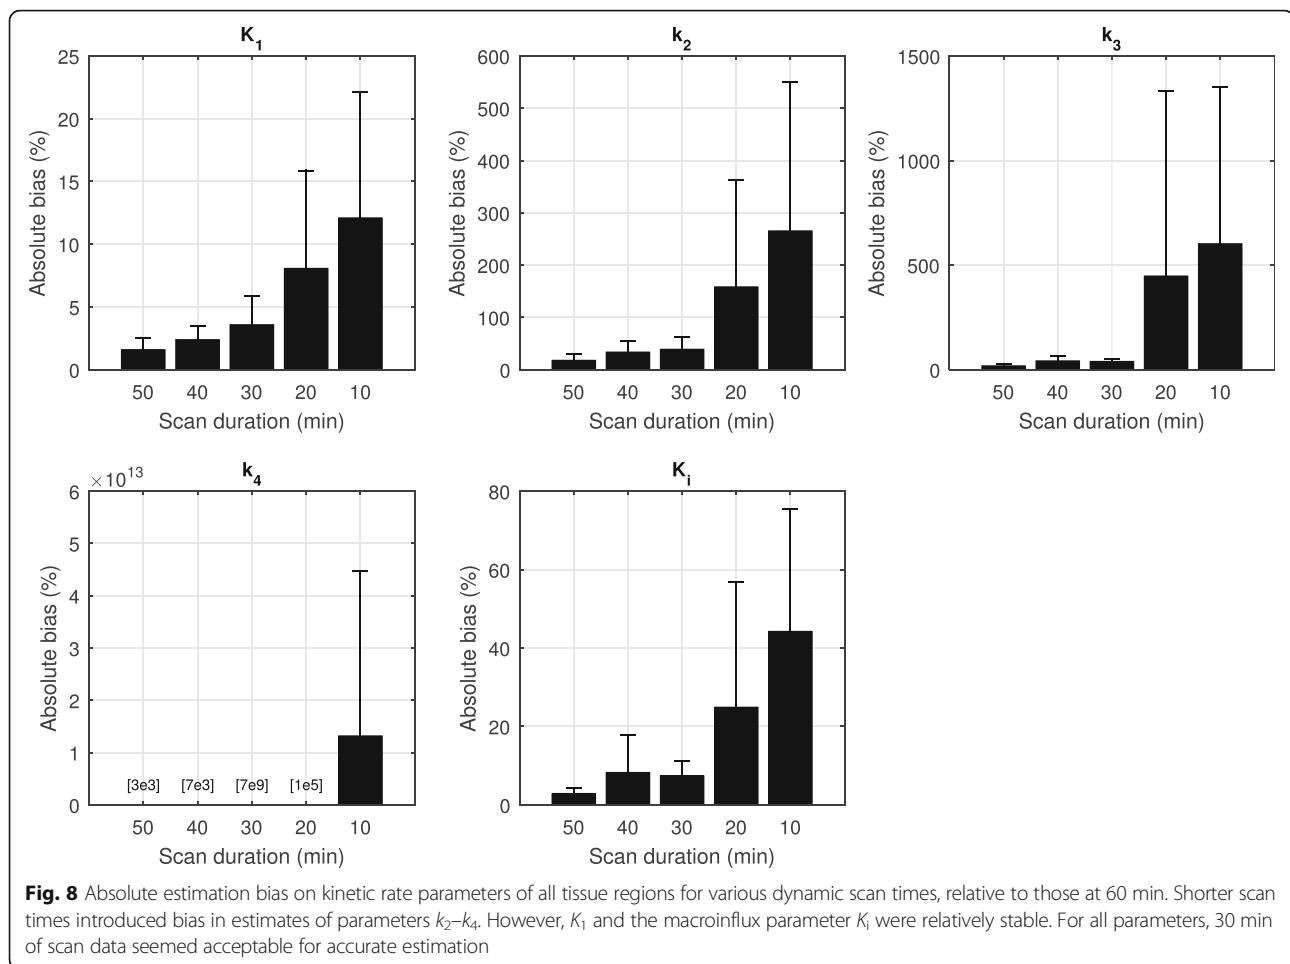 K1
25
20
15
10
5
0
Absolute bias (%)
50 40 30 20 10
Scan duration (min)
k2
600
500
400
300
200
100
0
Absolute bias (%)
50 40 30 20 10
Scan duration (min)
k3
1500
1000
500
0
Absolute bias (%)
50 40 30 20 10
Scan duration (min)
k4
×10^13
6
5
4
3
2
1
0
Absolute bias (%)
[3e3] [7e3] [7e9] [1e5]
50 40 30 20 10
Scan duration (min)
Ki
80
60
40
20
0
Absolute bias (%)
50 40 30 20 10
Scan duration (min)
Fig. 8 Absolute estimation bias on kinetic rate parameters of all tissue regions for various dynamic scan times, relative to those at 60 min. Shorter scan
times introduced bias in estimates of parameters k2–k4. However, K1 and the macroinflux parameter Ki were relatively stable. For all parameters, 30 min
of scan data seemed acceptable for accurate estimation